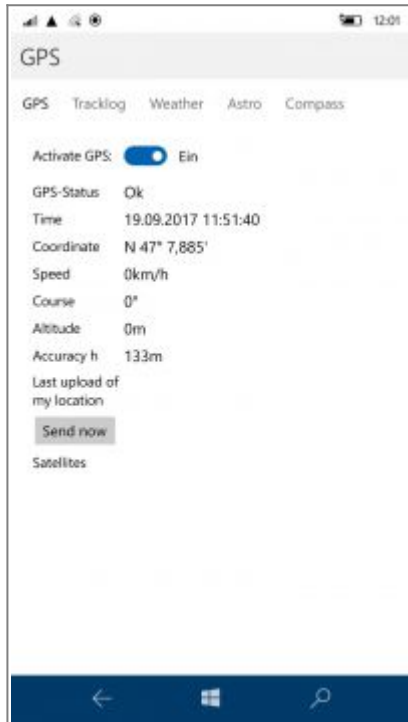 12:01
GPS
GPS Tracklog Weather Astro Compass
Activate GPS: Ein
GPS-Status Ok
Time 19.09.2017 11:51:40
Coordinate N 47° 7,885'
Speed 0km/h
Course 0°
Altitude 0m
Accuracy h 133m
Last upload of
my location
Send now
Satellites